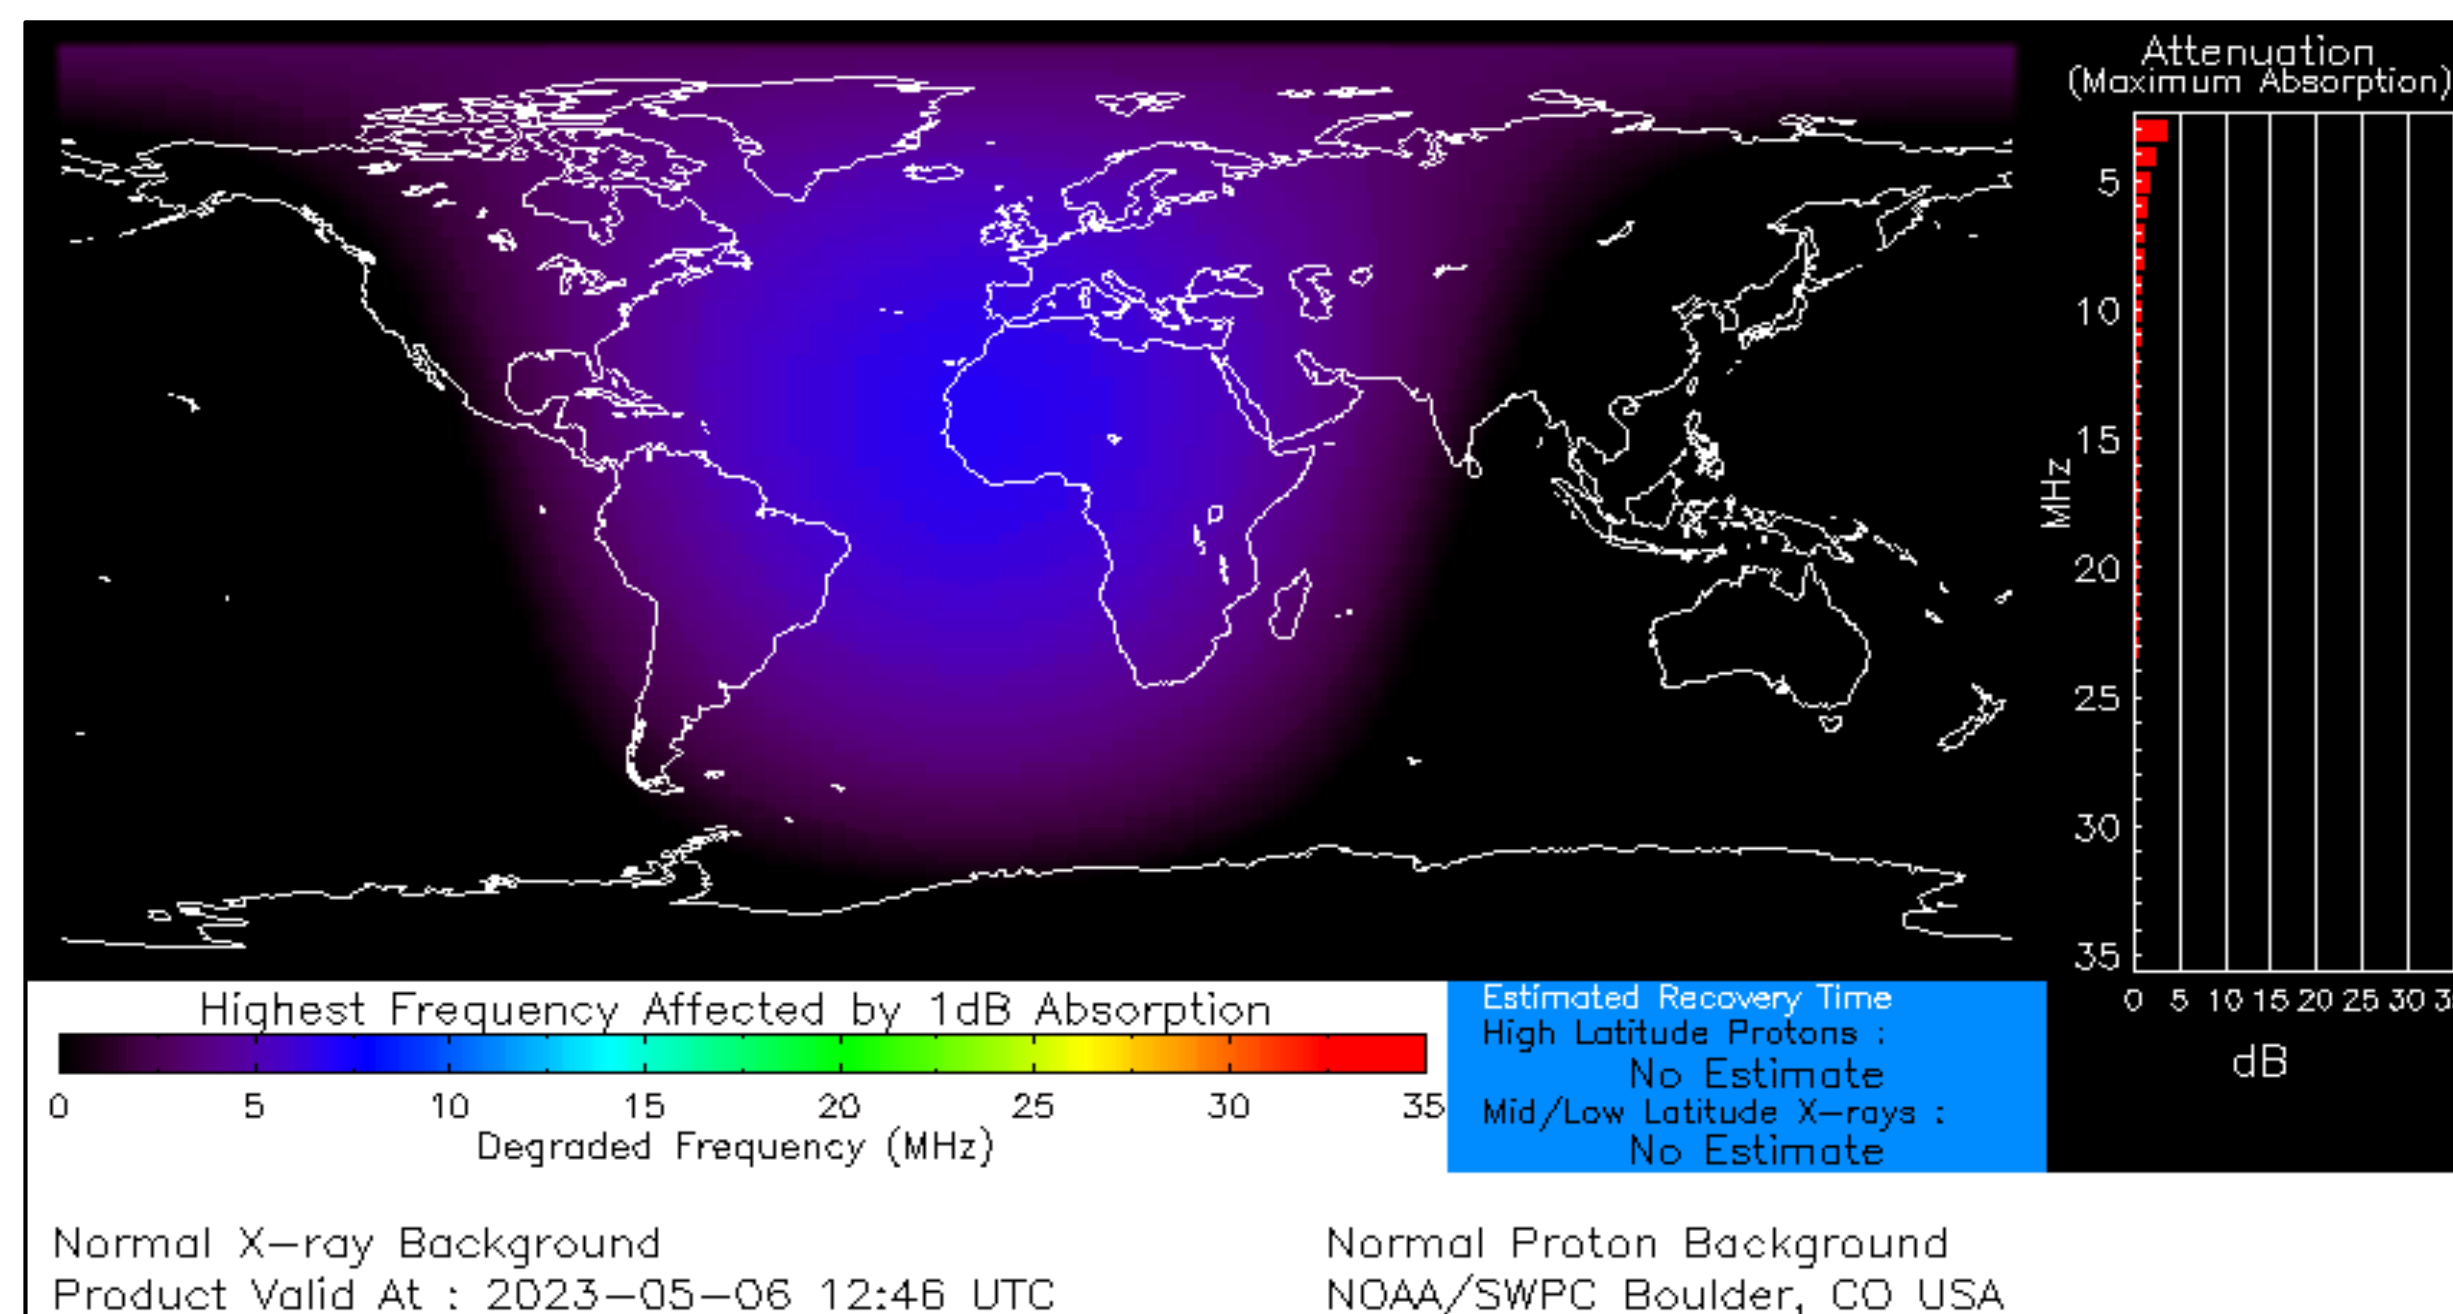 Attenuation
(Maximum Absorption)
5
10
15
20
25
30
35
MHz
0 5 10 15 20 25 30 3
dB
Highest Frequency Affected by 1dB Absorption
0 5 10 15 20 25 30 35
Degraded Frequency (MHz)
Estimated Recovery Time
High Latitude Protons :
No Estimate
Mid/Low Latitude X-rays :
No Estimate
Normal X-ray Background
Normal Proton Background
Product Valid At : 2023-05-06 12:46 UTC
NOAA/SWPC Boulder, CO USA